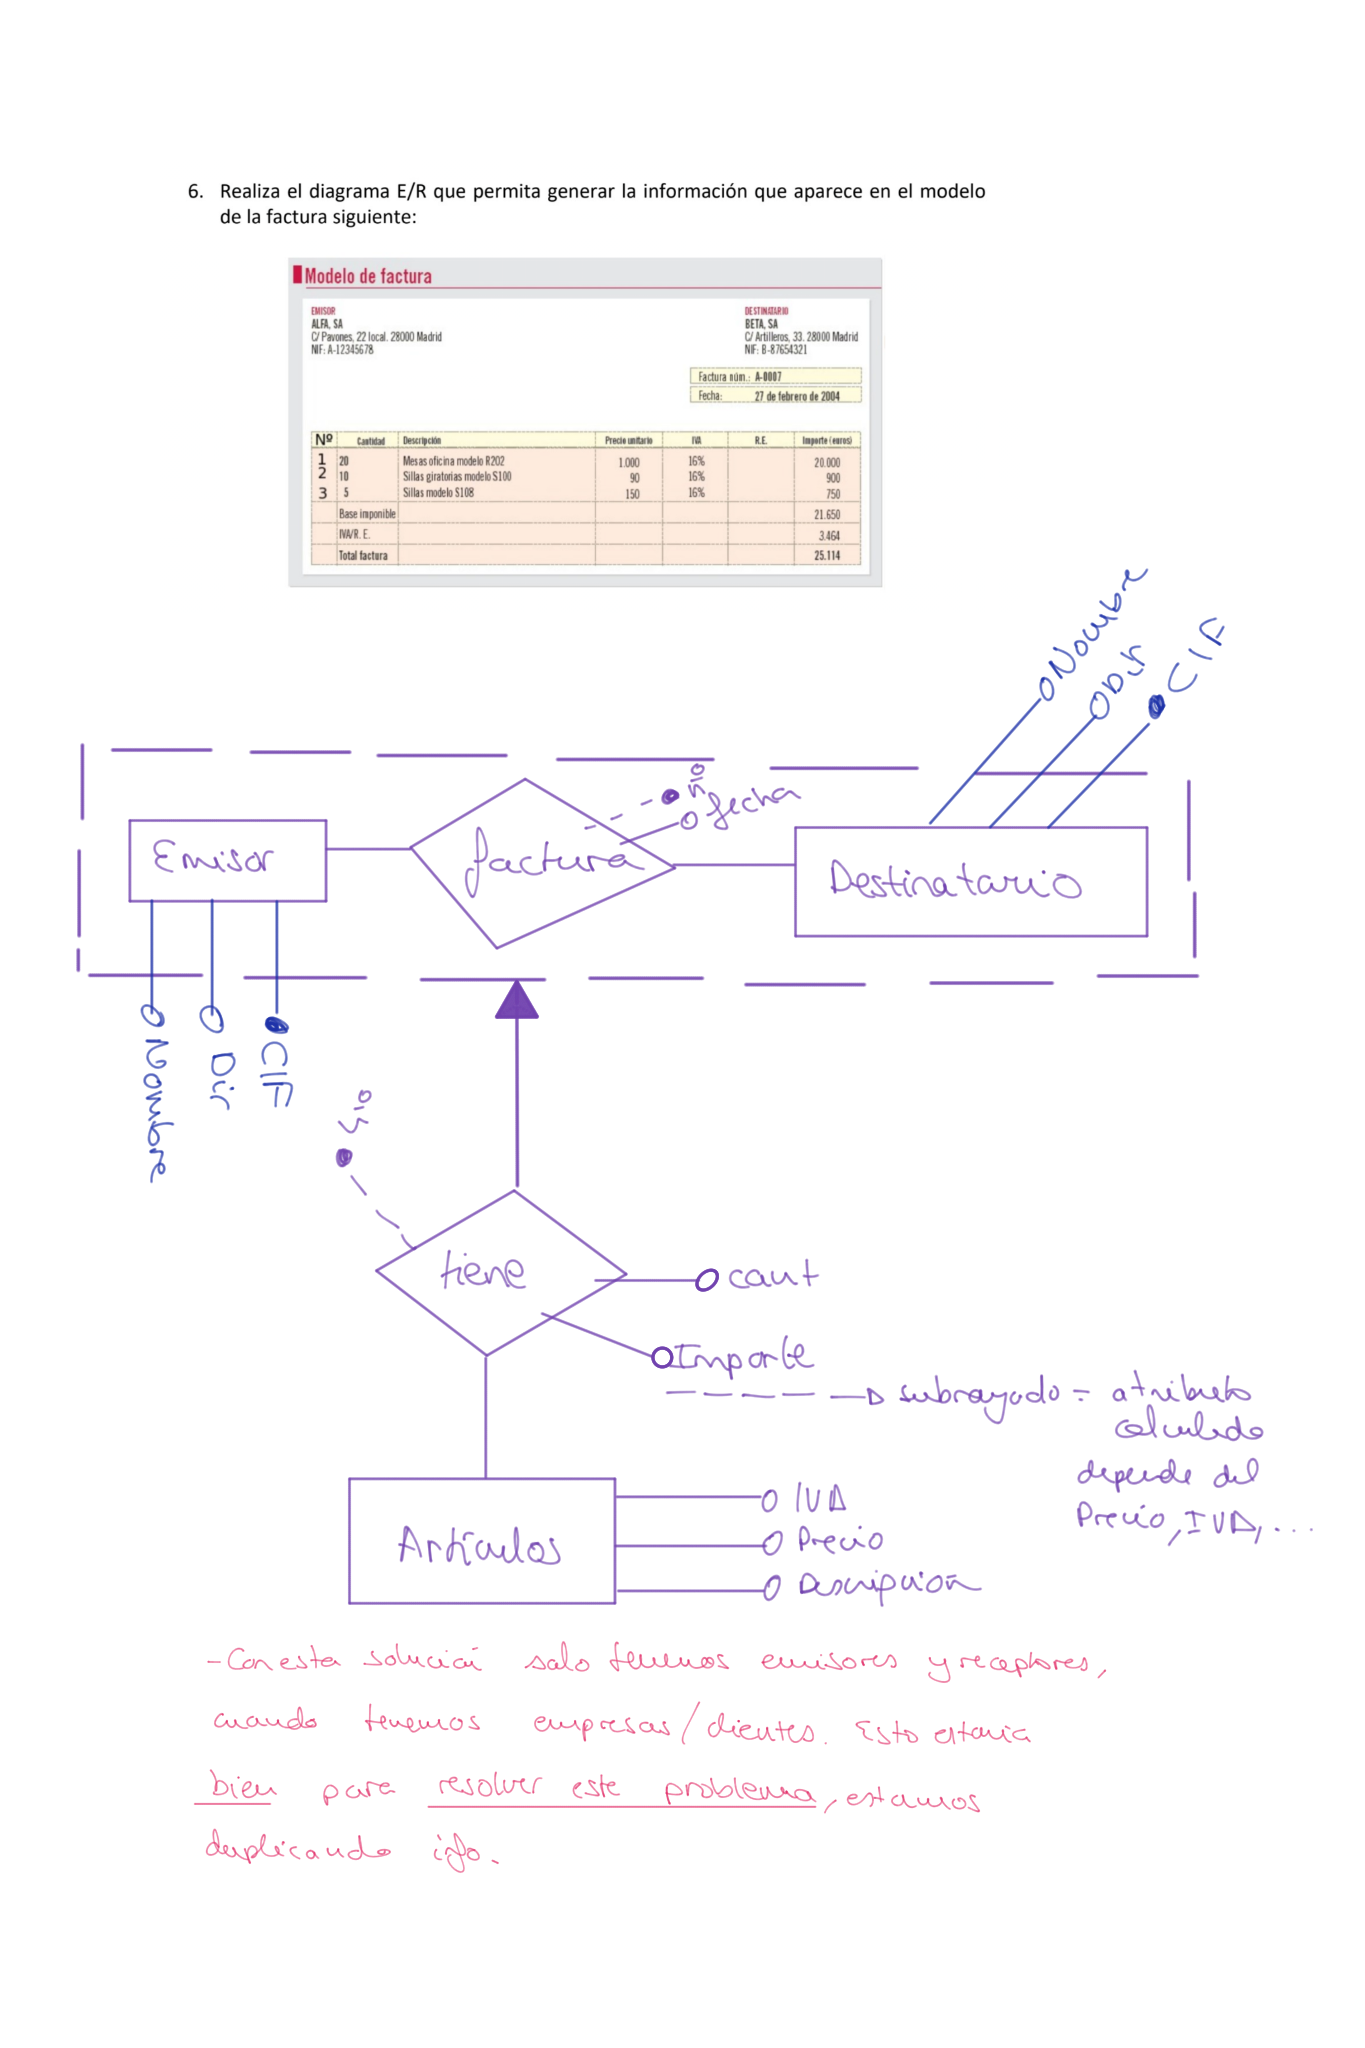 6. Realiza el diagrama E/R que permita generar la información que aparece en el modelo
de la factura siguiente:
Modelo de factura
EMISOR
ALFA, SA
C/ Pavones, 22 local. 28000 Madrid
NIF: A-12345678
DESTINATARIO
BETA, SA
C/ Artilleros, 33. 28000 Madrid
NIF: B-87654321
Factura núm.: A-0007
Fecha: 27 de febrero de 2004
Nº Cantidad Descripción Precio unitario IVA R.E. Importe (euros)
1 20 Mesas oficina modelo R202 1.000 16% 20.000
2 10 Sillas giratorias modelo S100 90 16% 900
3 5 Sillas modelo S108 150 16% 750
Base imponible 21.650
IVA/R. E. 3.464
Total factura 25.114
Nombre
Dir
CIF
nº
fecha
Emisor
factura
Destinatario
Nombre
Dir
CIF
nº
tiene
cant
Importe
subrayado = atributo
calculado
depende del
Precio, IVA, ...
Artículos
IVA
Precio
Descripción
- Con esta solución solo tenemos emisores y receptores,
cuando tenemos empresas/clientes. Esto estaría
bien para resolver este problema, estamos
duplicando info.